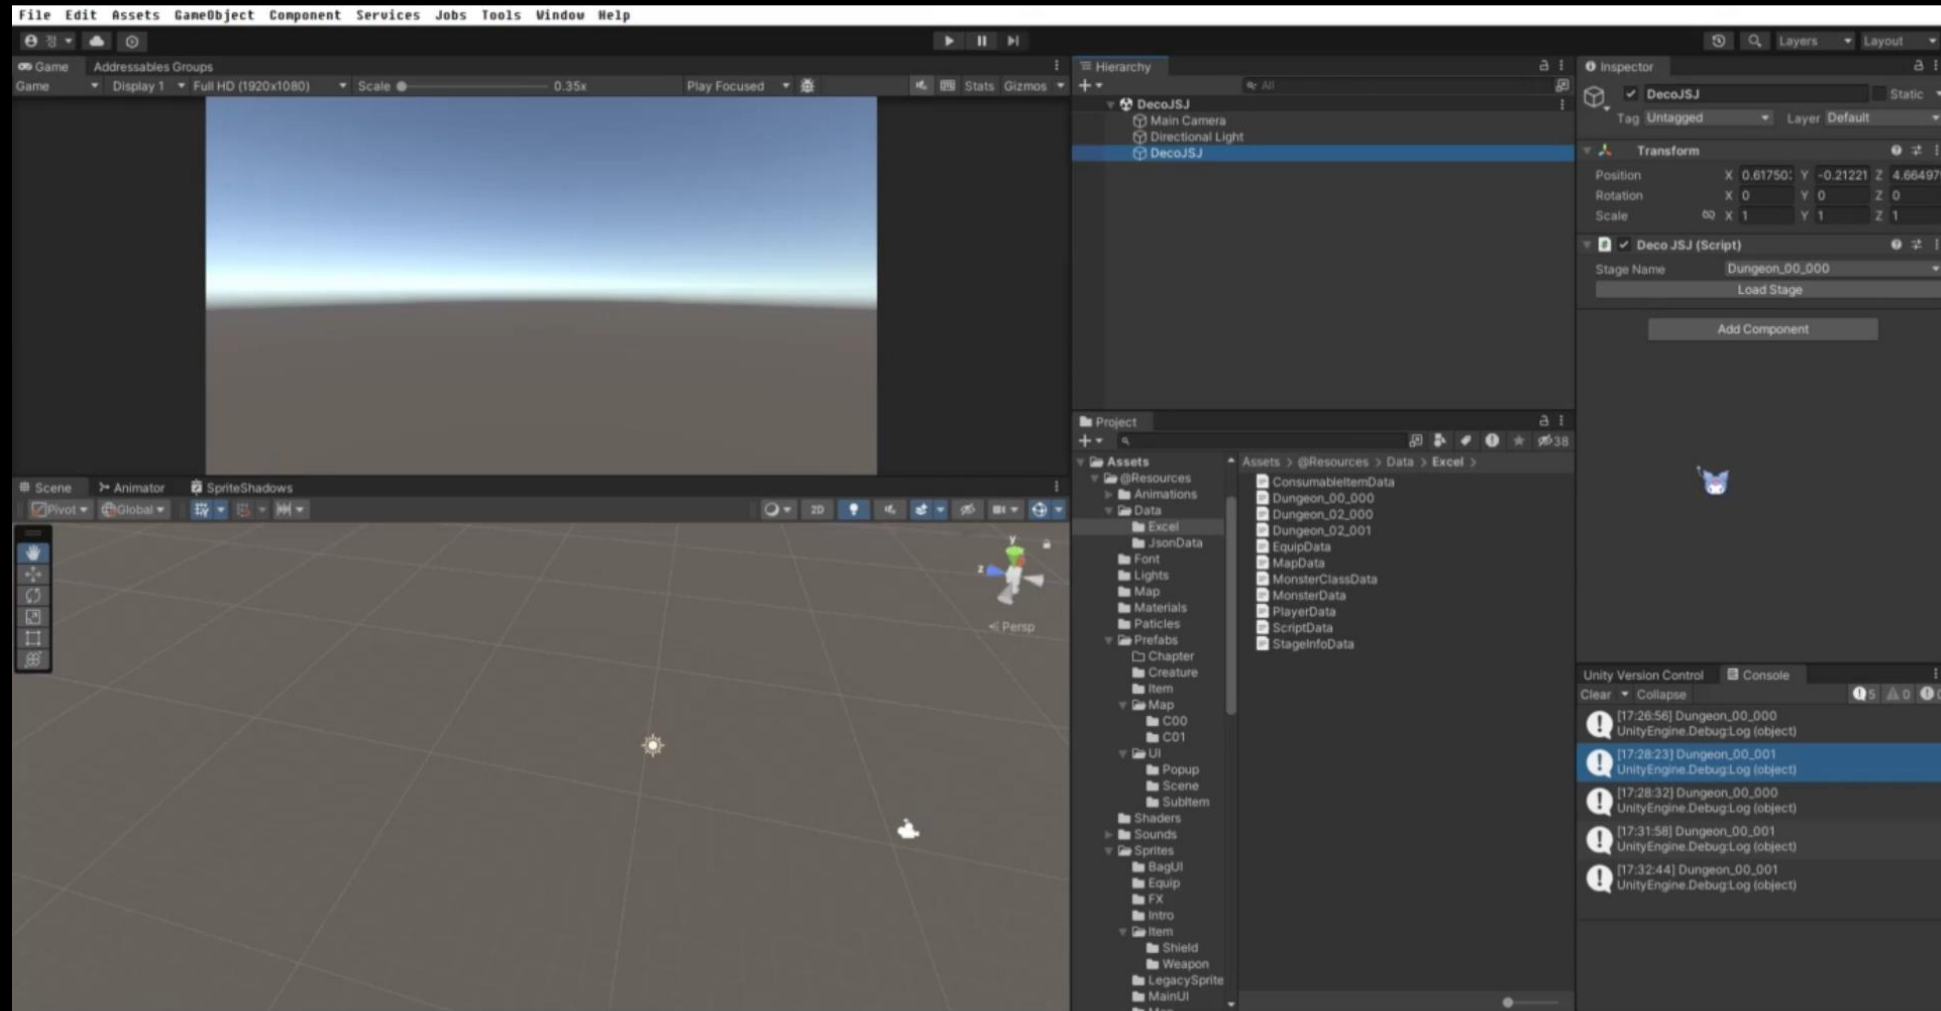 File Edit Assets GameObject Component Services Jobs Tools Window Help
정
Layers
Layout
Game
Addressables Groups
Game
Display 1
Full HD (1920x1080)
Scale
0.35x
Play Focused
Stats
Gizmos
Hierarchy
All
DecoJSJ
Main Camera
Directional Light
DecoJSJ
Inspector
DecoJSJ
Static
Tag Untagged
Layer Default
Transform
Position X 0.61750: Y -0.21221 Z 4.66497
Rotation X 0 Y 0 Z 0
Scale X 1 Y 1 Z 1
Deco JSJ (Script)
Stage Name Dungeon_00_000
Load Stage
Add Component
Scene
Animator
SpriteShadows
Pivot
Global
2D
y
z
Persp
Project
38
Assets
@Resources
Animations
Data
Excel
JsonData
Font
Lights
Map
Materials
Paticles
Prefabs
Chapter
Creature
Item
Map
C00
C01
UI
Popup
Scene
SubItem
Shaders
Sounds
Sprites
BagUI
Equip
FX
Intro
Item
Shield
Weapon
LegacySprite
MainUI
Assets > @Resources > Data > Excel >
ConsumableItemData
Dungeon_00_000
Dungeon_02_000
Dungeon_02_001
EquipData
MapData
MonsterClassData
MonsterData
PlayerData
ScriptData
StageInfoData
Unity Version Control
Console
Clear
Collapse
5
0
[17:26:56] Dungeon_00_000
UnityEngine.Debug:Log (object)
[17:28:23] Dungeon_00_001
UnityEngine.Debug:Log (object)
[17:28:32] Dungeon_00_000
UnityEngine.Debug:Log (object)
[17:31:58] Dungeon_00_001
UnityEngine.Debug:Log (object)
[17:32:44] Dungeon_00_001
UnityEngine.Debug:Log (object)